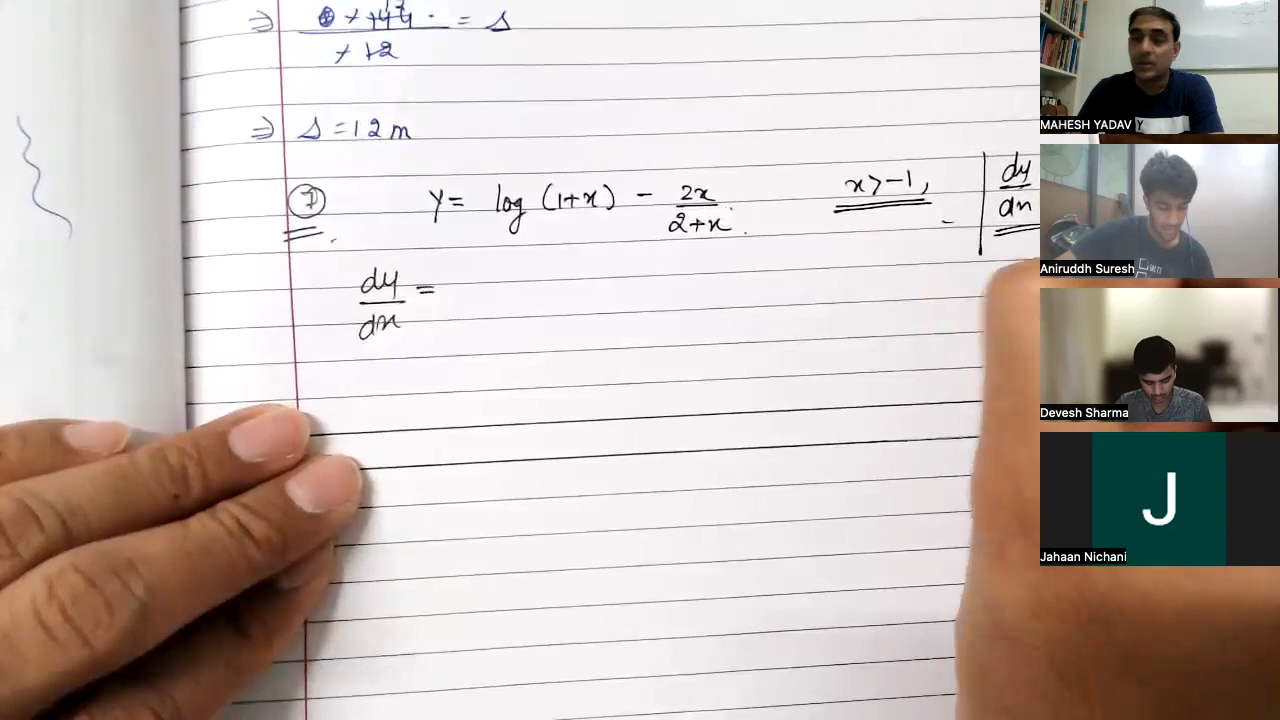 ⇒ = s
+ +2
⇒ s = 12 m
⑦ y = log (1+x) - 2x/2+x. x > -1, dy/dx
dy/dx =
MAHESH YADAV
Aniruddh Suresh
Devesh Sharma
J
Jahaan Nichani